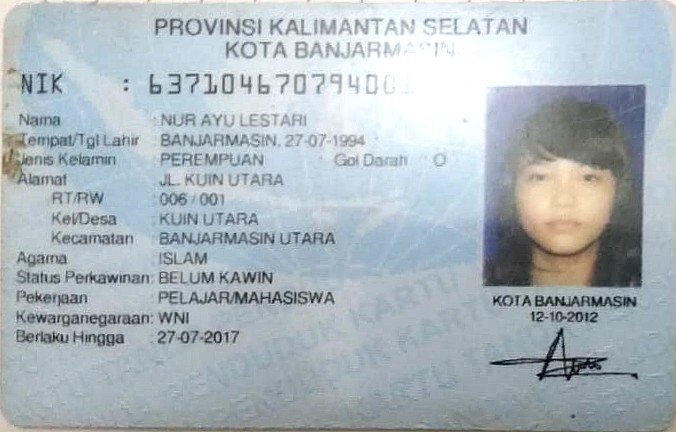 PROVINSI KALIMANTAN SELATAN
KOTA BANJARMASIN
NIK : 6371046707940001
Nama : NUR AYU LESTARI
Tempat/Tgl Lahir : BANJARMASIN, 27-07-1994
Jenis Kelamin : PEREMPUAN Gol Darah : O
Alamat : JL. KUIN UTARA
RT/RW : 006 / 001
Kel/Desa : KUIN UTARA
Kecamatan : BANJARMASIN UTARA
Agama : ISLAM
Status Perkawinan: BELUM KAWIN
Pekerjaan : PELAJAR/MAHASISWA
Kewarganegaraan: WNI
Berlaku Hingga : 27-07-2017
KOTA BANJARMASIN
12-10-2012